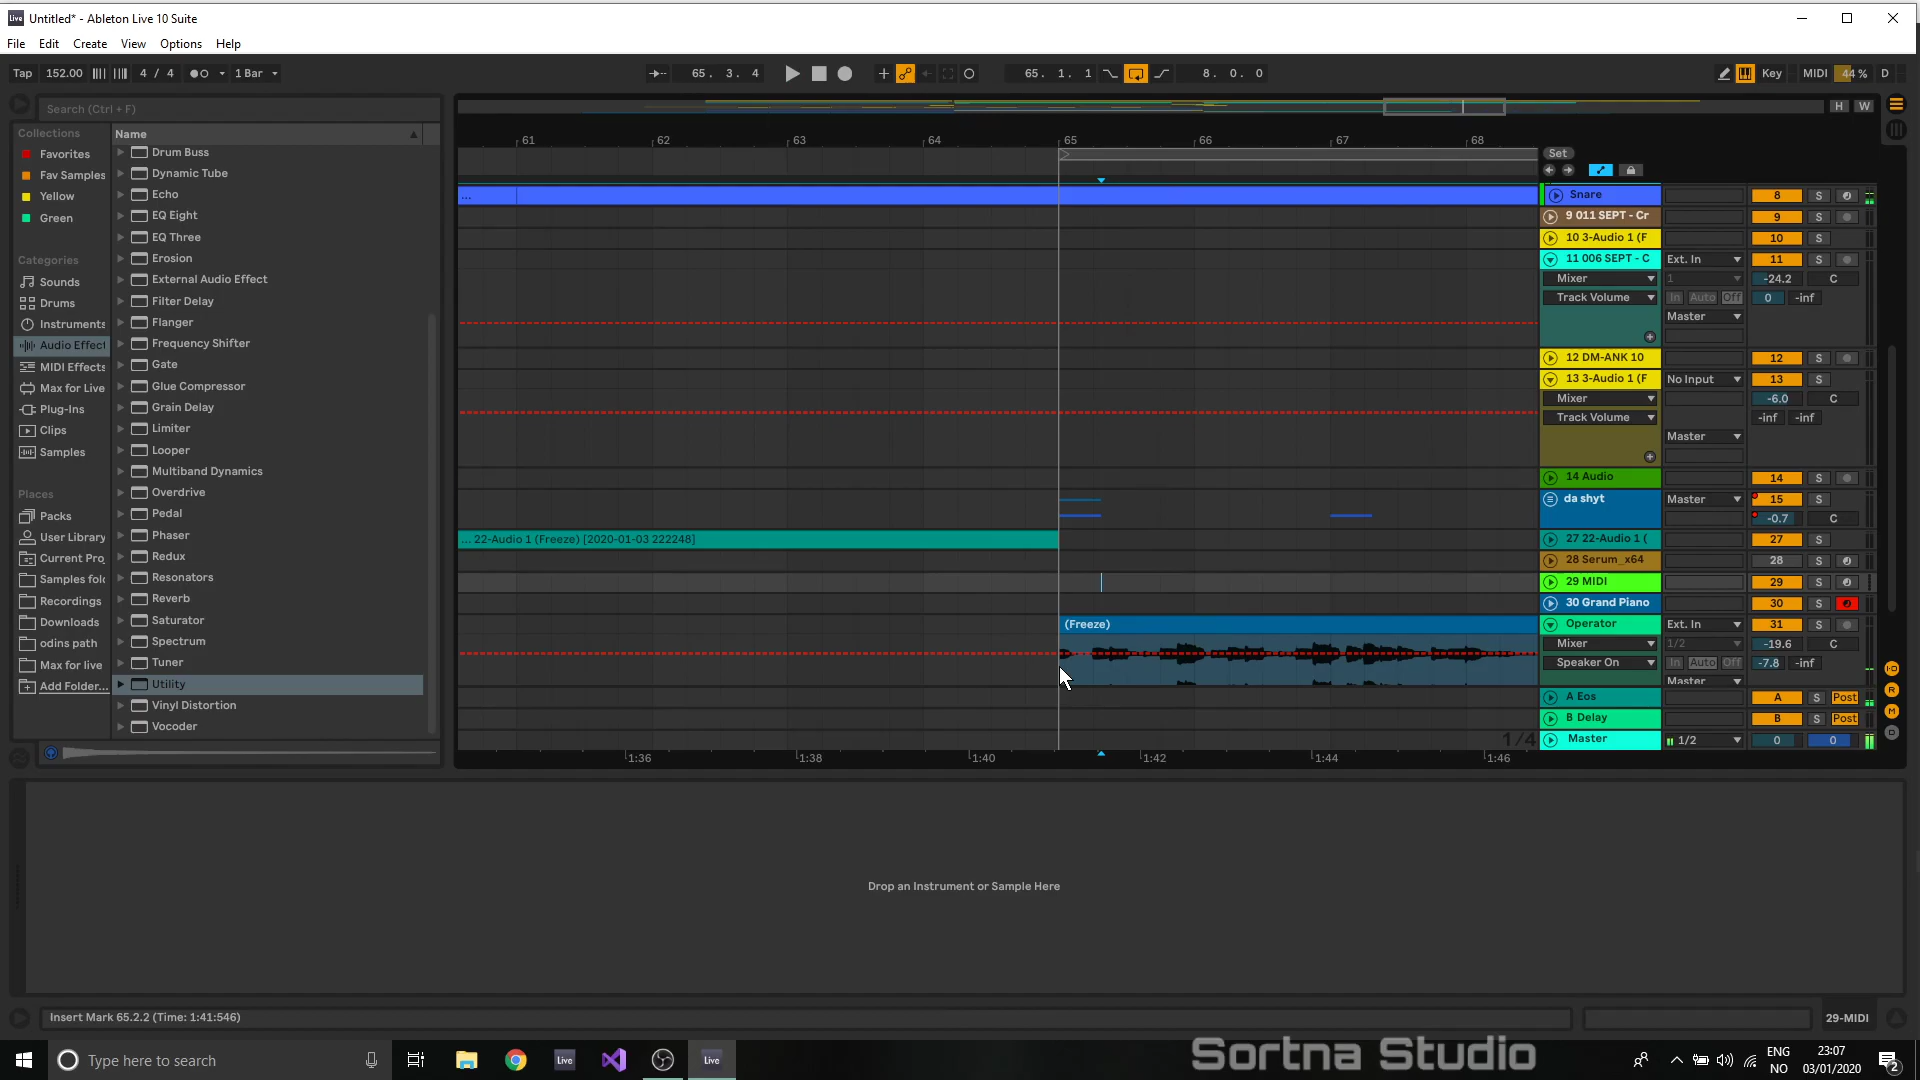 Untitled* - Ableton Live 10 Suite
File Edit Create View Options Help
Tap 152.00 4 / 4 1 Bar 65. 3. 4 65. 1. 1 8. 0. 0 Key MIDI 44 % D
Search (Ctrl + F)
H W
Collections
Favorites
Fav Samples
Yellow
Green
Categories
Sounds
Drums
Instruments
Audio Effect
MIDI Effects
Max for Live
Plug-Ins
Clips
Samples
Places
Packs
User Library
Current Pro
Samples fol
Recordings
Downloads
odins path
Max for live
Add Folder...
Name
Drum Buss
Dynamic Tube
Echo
EQ Eight
EQ Three
Erosion
External Audio Effect
Filter Delay
Flanger
Frequency Shifter
Gate
Glue Compressor
Grain Delay
Limiter
Looper
Multiband Dynamics
Overdrive
Pedal
Phaser
Redux
Resonators
Reverb
Saturator
Spectrum
Tuner
Utility
Vinyl Distortion
Vocoder
61 62 63 64 65 66 67 68
Set
...
Snare 8 S
9 011 SEPT - Cr 9 S
10 3-Audio 1 (F 10 S
11 006 SEPT - C Ext. In 11 S
Mixer 1 -24.2 C
Track Volume In Auto Off 0 -inf
Master
12 DM-ANK 10 12 S
13 3-Audio 1 (F No Input 13 S
Mixer -6.0 C
Track Volume -inf -inf
Master
14 Audio 14 S
da shyt Master 15 S
-0.7 C
... 22-Audio 1 (Freeze) [2020-01-03 222248]
27 22-Audio 1 ( 27 S
28 Serum_x64 28 S
29 MIDI 29 S
30 Grand Piano 30 S
(Freeze)
Operator Ext. In 31 S
Mixer 1/2 -19.6 C
Speaker On In Auto Off -7.8 -inf
Master
A Eos A S Post
B Delay B S Post
1/4
Master 1/2 0 0
1:36 1:38 1:40 1:42 1:44 1:46
Drop an Instrument or Sample Here
Insert Mark 65.2.2 (Time: 1:41:546)
29-MIDI
Type here to search
Live
Live
Sortna Studio
ENG
NO
23:07
03/01/2020
2